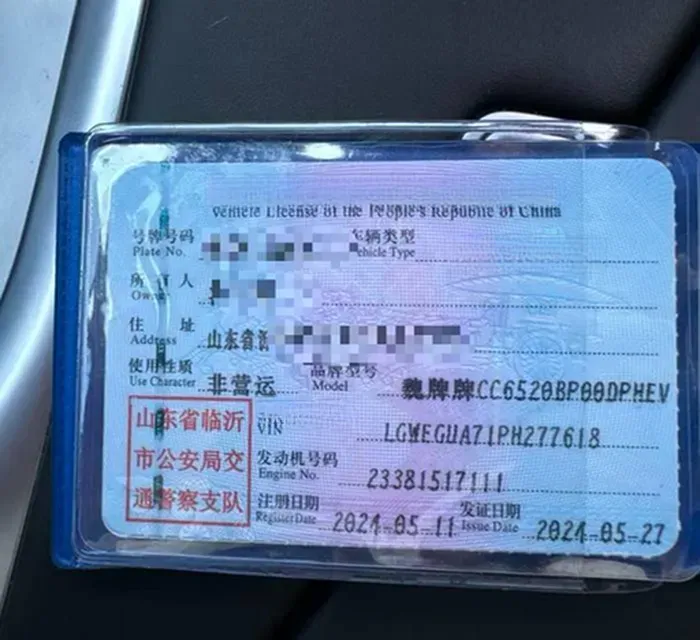 Vehicle License of the People's Republic of China
号牌号码 车辆类型
Plate No. Vehicle Type
所有人
Owner
住址 山东省沂
Address
使用性质 非营运 品牌型号 魏牌牌CC6520BP00DPHEV
Use Character Model
山东省临沂
市公安局交
通警察支队
VIN LGWEGUA71PH277618
发动机号码 23381517111
Engine No.
注册日期 2024-05-11 发证日期 2024-05-27
Register Date Issue Date